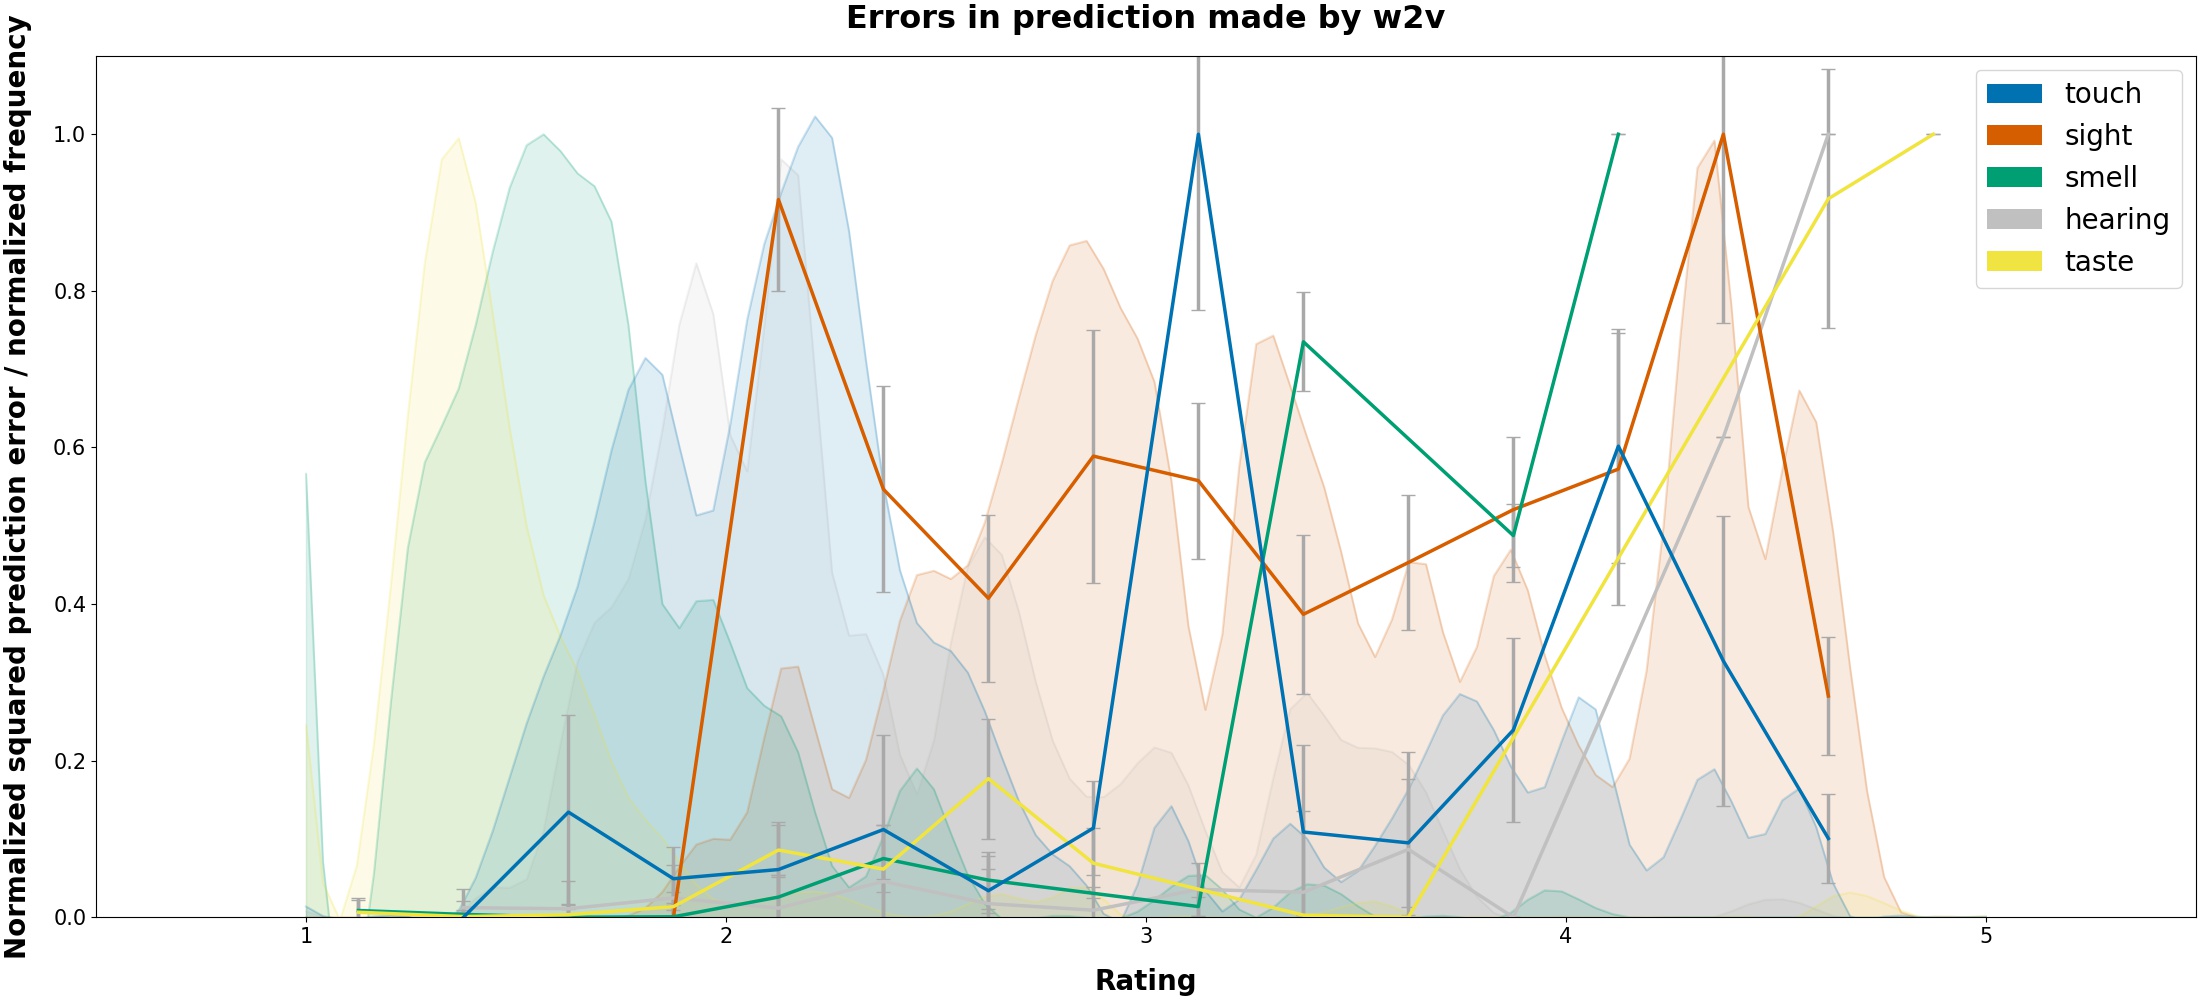 Errors in prediction made by w2v
Normalized squared prediction error / normalized frequency
1.0
0.8
0.6
0.4
0.2
0.0
1 2 3 4 5
Rating
touch
sight
smell
hearing
taste